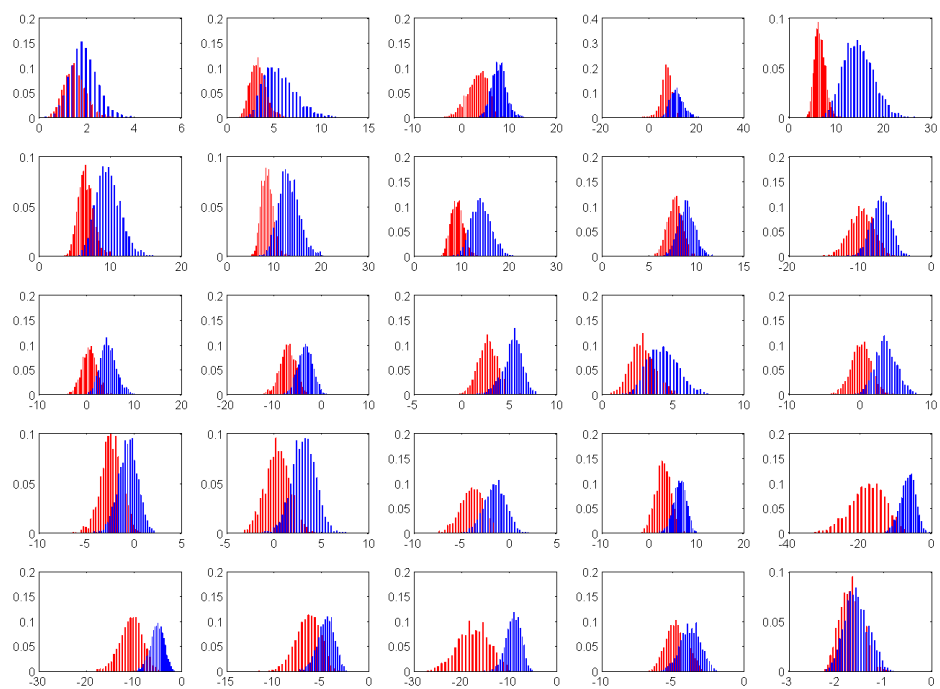 0.2 0.2 0.2 0.4 0.1
0.15 0.15 0.15 0.3
0.1 0.1 0.1 0.2 0.05
0.05 0.05 0.05 0.1
0 0 0 0 0
0 2 4 6 0 5 10 15 -10 0 10 20 -20 0 20 40 0 10 20 30
0.1 0.1 0.2 0.2 0.2
0.15 0.15 0.15
0.05 0.05 0.1 0.1 0.1
0.05 0.05 0.05
0 0 0 0 0
0 10 20 0 10 20 30 0 10 20 30 0 5 10 15 -20 -10 0
0.2 0.2 0.2 0.2 0.2
0.15 0.15 0.15 0.15 0.15
0.1 0.1 0.1 0.1 0.1
0.05 0.05 0.05 0.05 0.05
0 0 0 0 0
-10 0 10 20 -20 -10 0 10 -5 0 5 10 0 5 10 -10 0 10
0.1 0.1 0.2 0.2 0.2
0.15 0.15 0.15
0.05 0.05 0.1 0.1 0.1
0.05 0.05 0.05
0 0 0 0 0
-10 -5 0 5 -5 0 5 10 -10 -5 0 5 -10 0 10 20 -40 -20 0
0.2 0.2 0.2 0.2 0.1
0.15 0.15 0.15 0.15
0.1 0.1 0.1 0.1 0.05
0.05 0.05 0.05 0.05
0 0 0 0 0
-30 -20 -10 0 -15 -10 -5 0 -30 -20 -10 0 -10 -5 0 -3 -2 -1 0